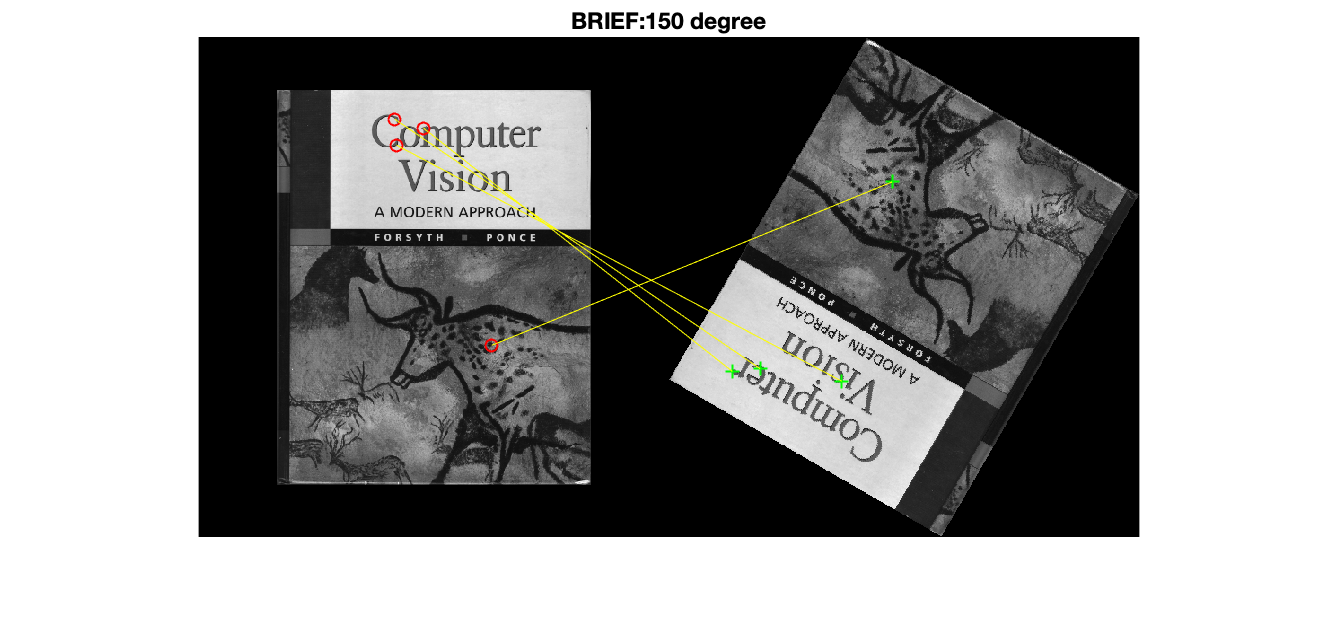 BRIEF:150 degree
Computer
Vision
A MODERN APPROACH
FORSYTH PONCE
Computer
Vision
A MODERN APPROACH
FORSYTH PONCE